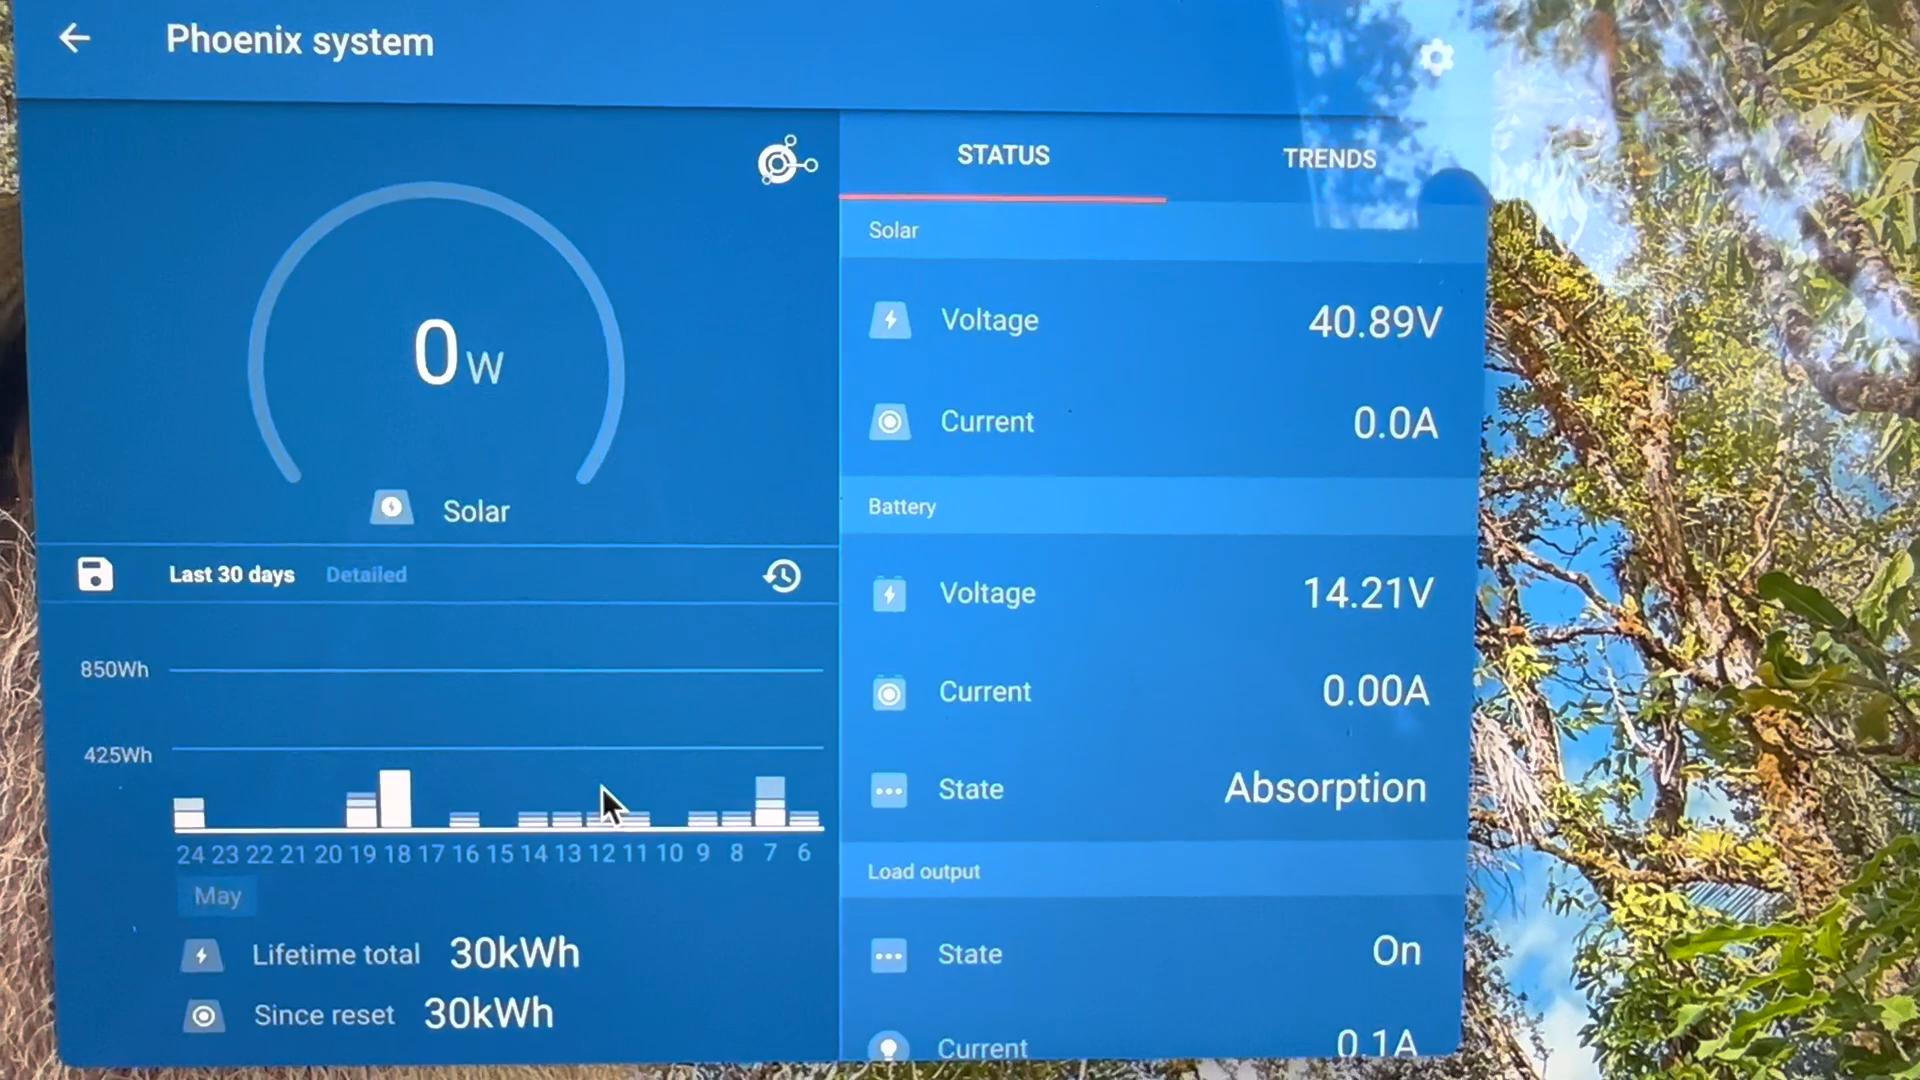 Phoenix system
0 W
Solar
Last 30 days Detailed
850Wh
425Wh
24 23 22 21 20 19 18 17 16 15 14 13 12 11 10 9 8 7 6
May
Lifetime total 30kWh
Since reset 30kWh
STATUS TRENDS
Solar
Voltage 40.89V
Current 0.0A
Battery
Voltage 14.21V
Current 0.00A
State Absorption
Load output
State On
Current 0.1A